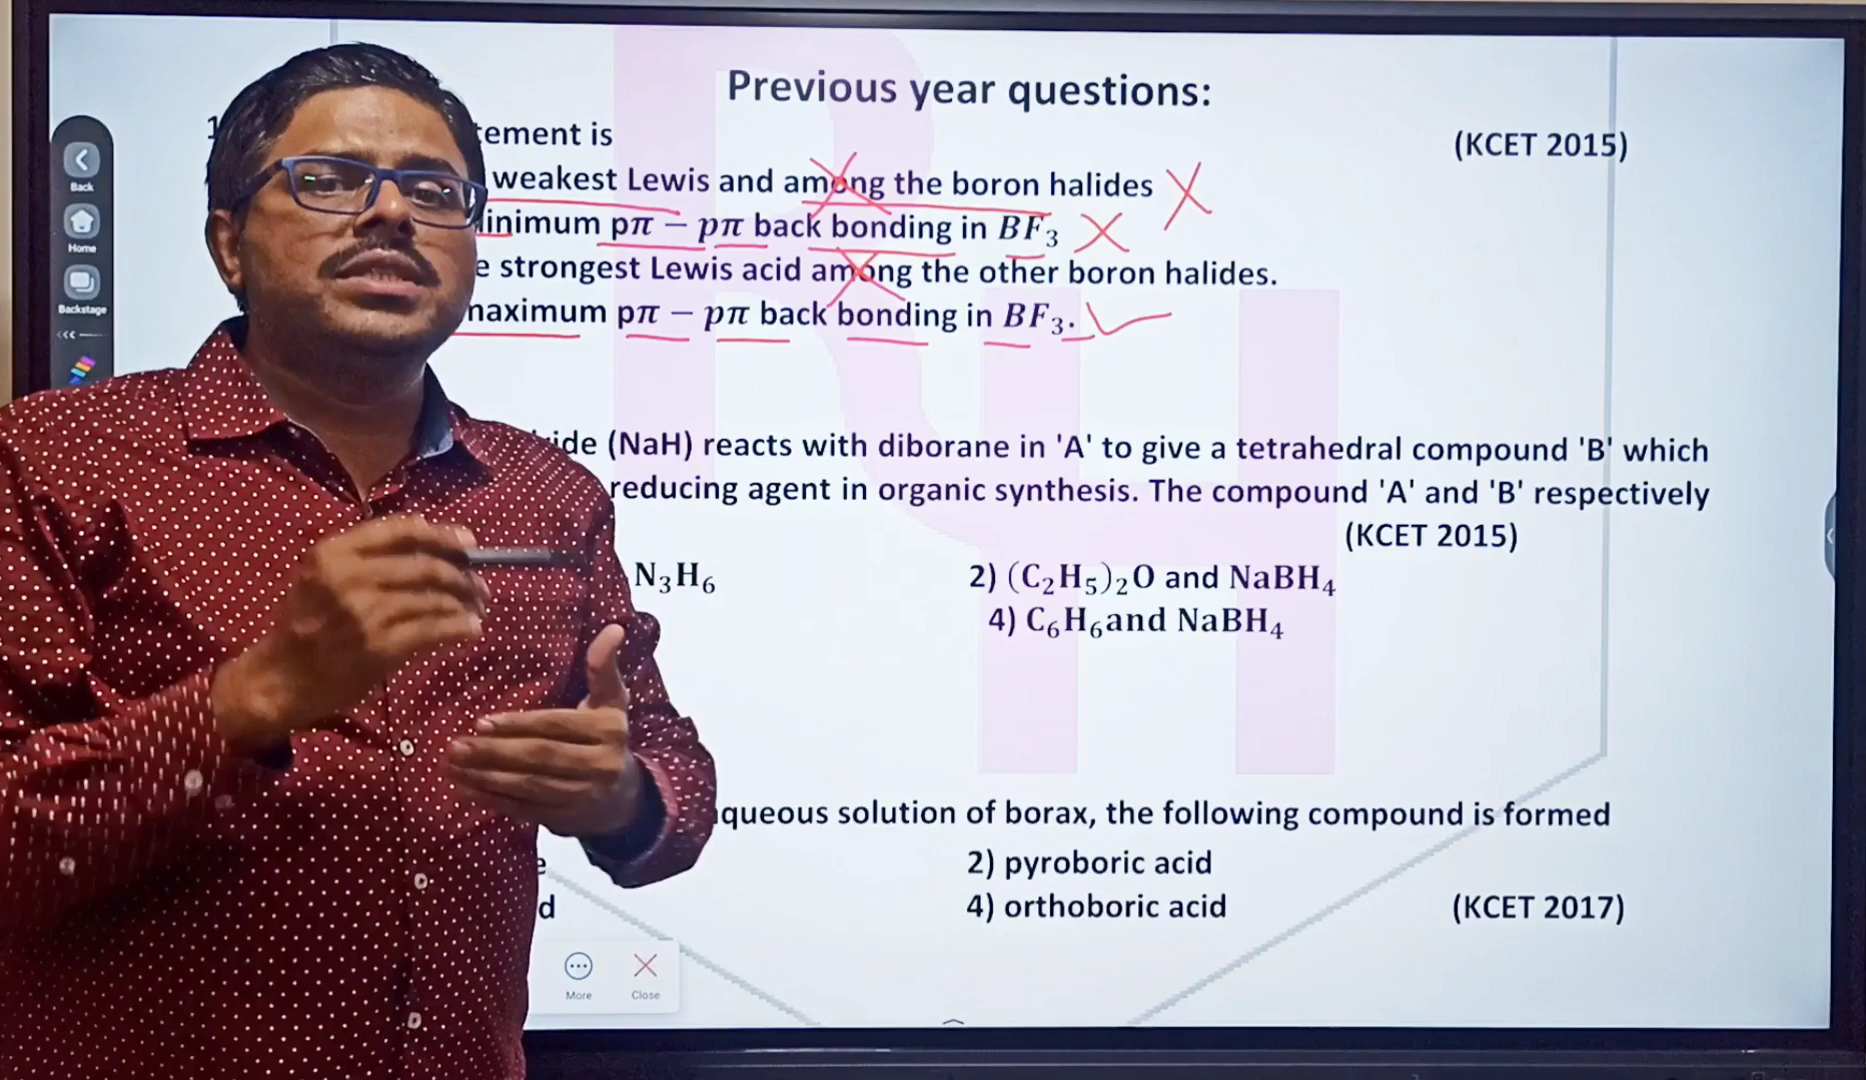 Previous year questions:
1
tement is
(KCET 2015)
weakest Lewis and among the boron halides
inimum pπ − pπ back bonding in BF₃
e strongest Lewis acid among the other boron halides.
maximum pπ − pπ back bonding in BF₃.
ide (NaH) reacts with diborane in 'A' to give a tetrahedral compound 'B' which
reducing agent in organic synthesis. The compound 'A' and 'B' respectively
(KCET 2015)
N₃H₆
2) (C₂H₅)₂O and NaBH₄
4) C₆H₆and NaBH₄
queous solution of borax, the following compound is formed
e
2) pyroboric acid
d
4) orthoboric acid
(KCET 2017)
Back
Home
Backstage
More
Close